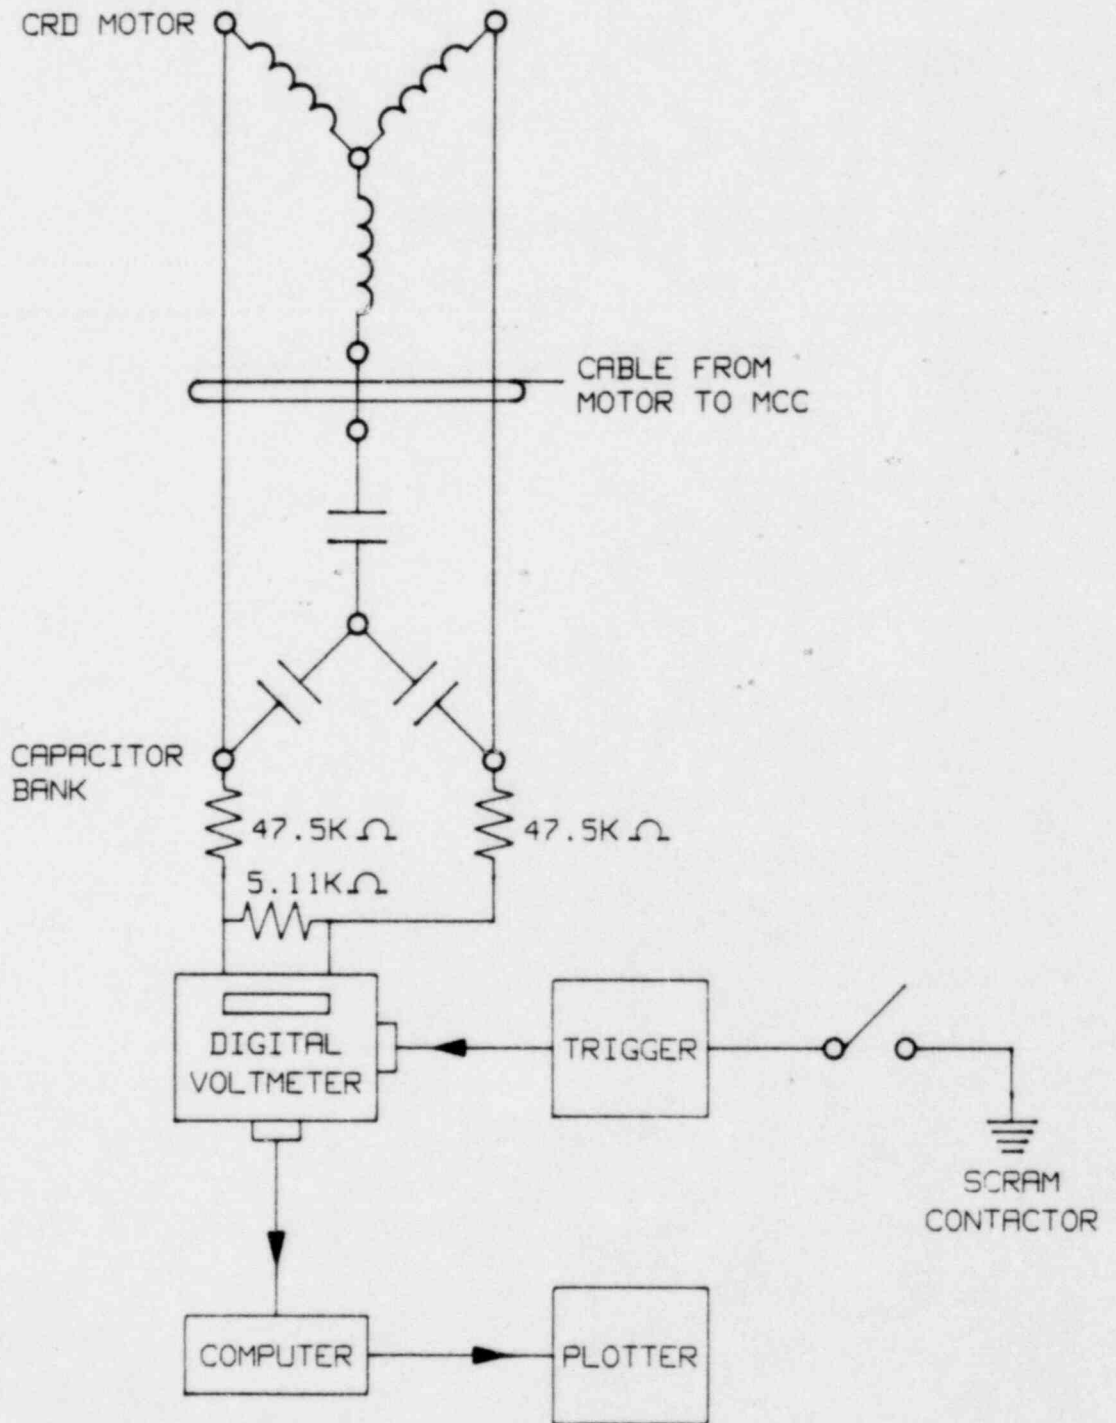 CRD MOTOR
CABLE FROM
MOTOR TO MCC
CAPACITOR
BANK
47.5K Ω
47.5K Ω
5.11K Ω
DIGITAL
VOLTMETER
TRIGGER
SCRAM
CONTACTOR
COMPUTER
PLOTTER